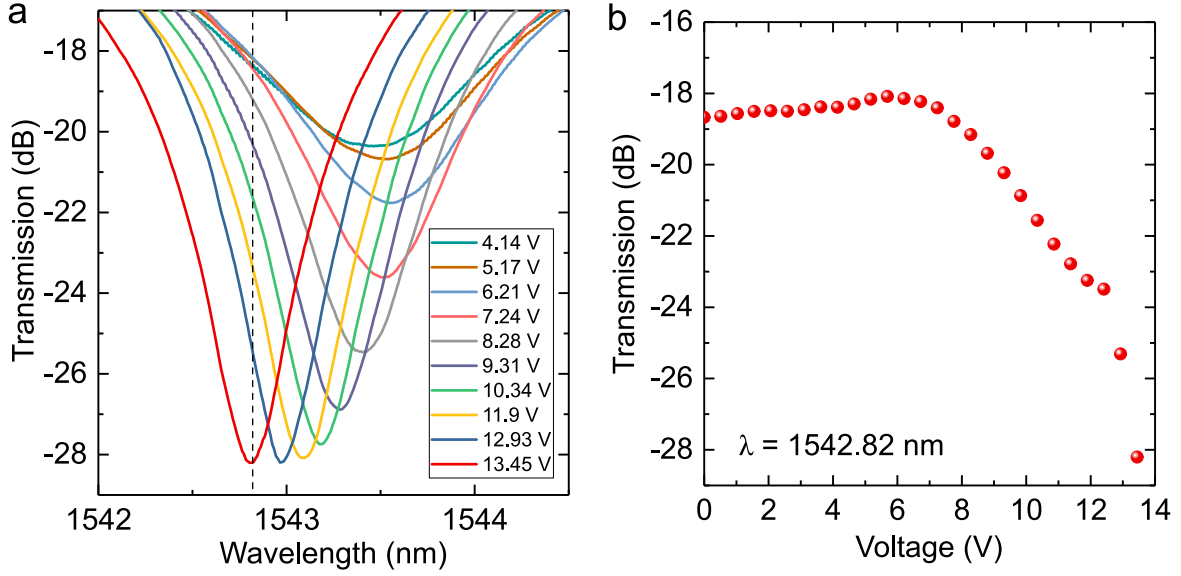 a
Transmission (dB)
-18
-20
-22
-24
-26
-28
4.14 V
5.17 V
6.21 V
7.24 V
8.28 V
9.31 V
10.34 V
11.9 V
12.93 V
13.45 V
1542
1543
1544
Wavelength (nm)
b
Transmission (dB)
-16
-18
-20
-22
-24
-26
-28
λ = 1542.82 nm
0
2
4
6
8
10
12
14
Voltage (V)